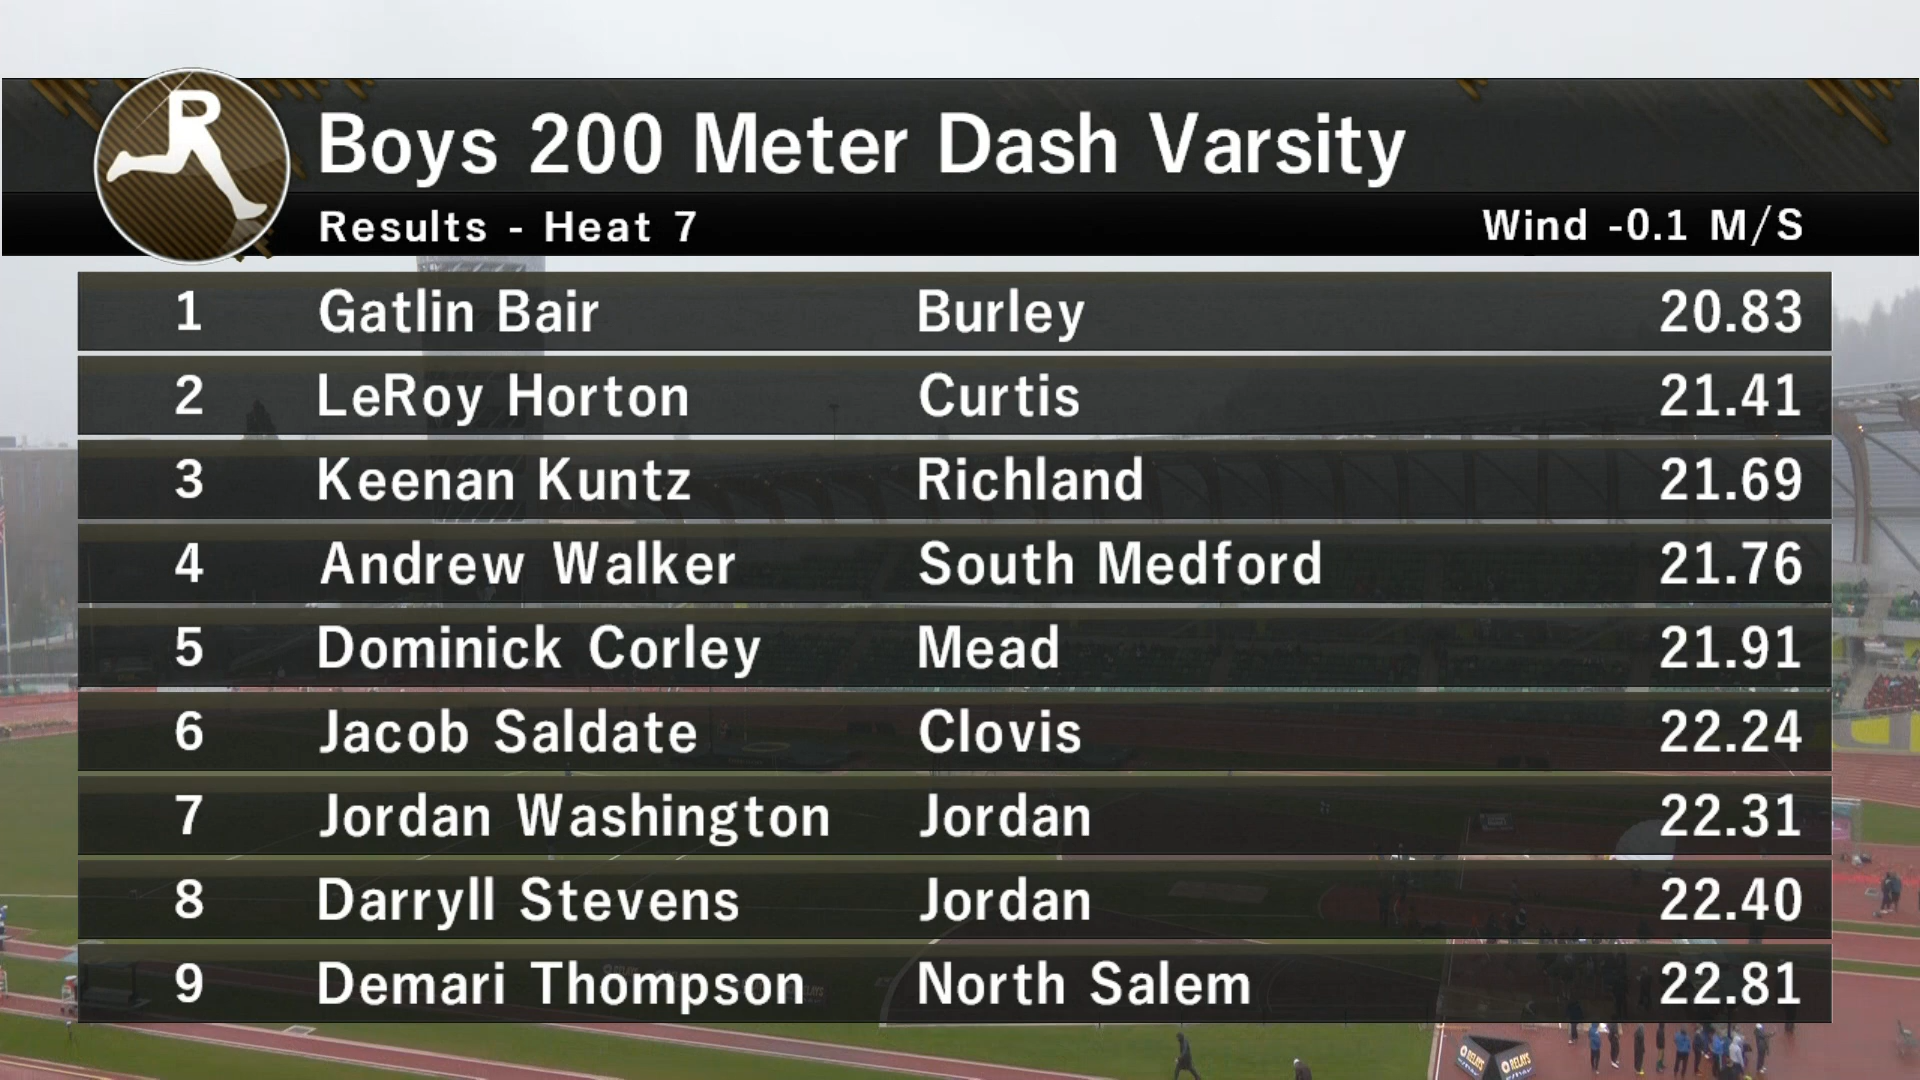 R
Boys 200 Meter Dash Varsity
Results - Heat 7
Wind -0.1 M/S
1 Gatlin Bair Burley 20.83
2 LeRoy Horton Curtis 21.41
3 Keenan Kuntz Richland 21.69
4 Andrew Walker South Medford 21.76
5 Dominick Corley Mead 21.91
6 Jacob Saldate Clovis 22.24
7 Jordan Washington Jordan 22.31
8 Darryll Stevens Jordan 22.40
9 Demari Thompson North Salem 22.81
RELAYS RELAYS